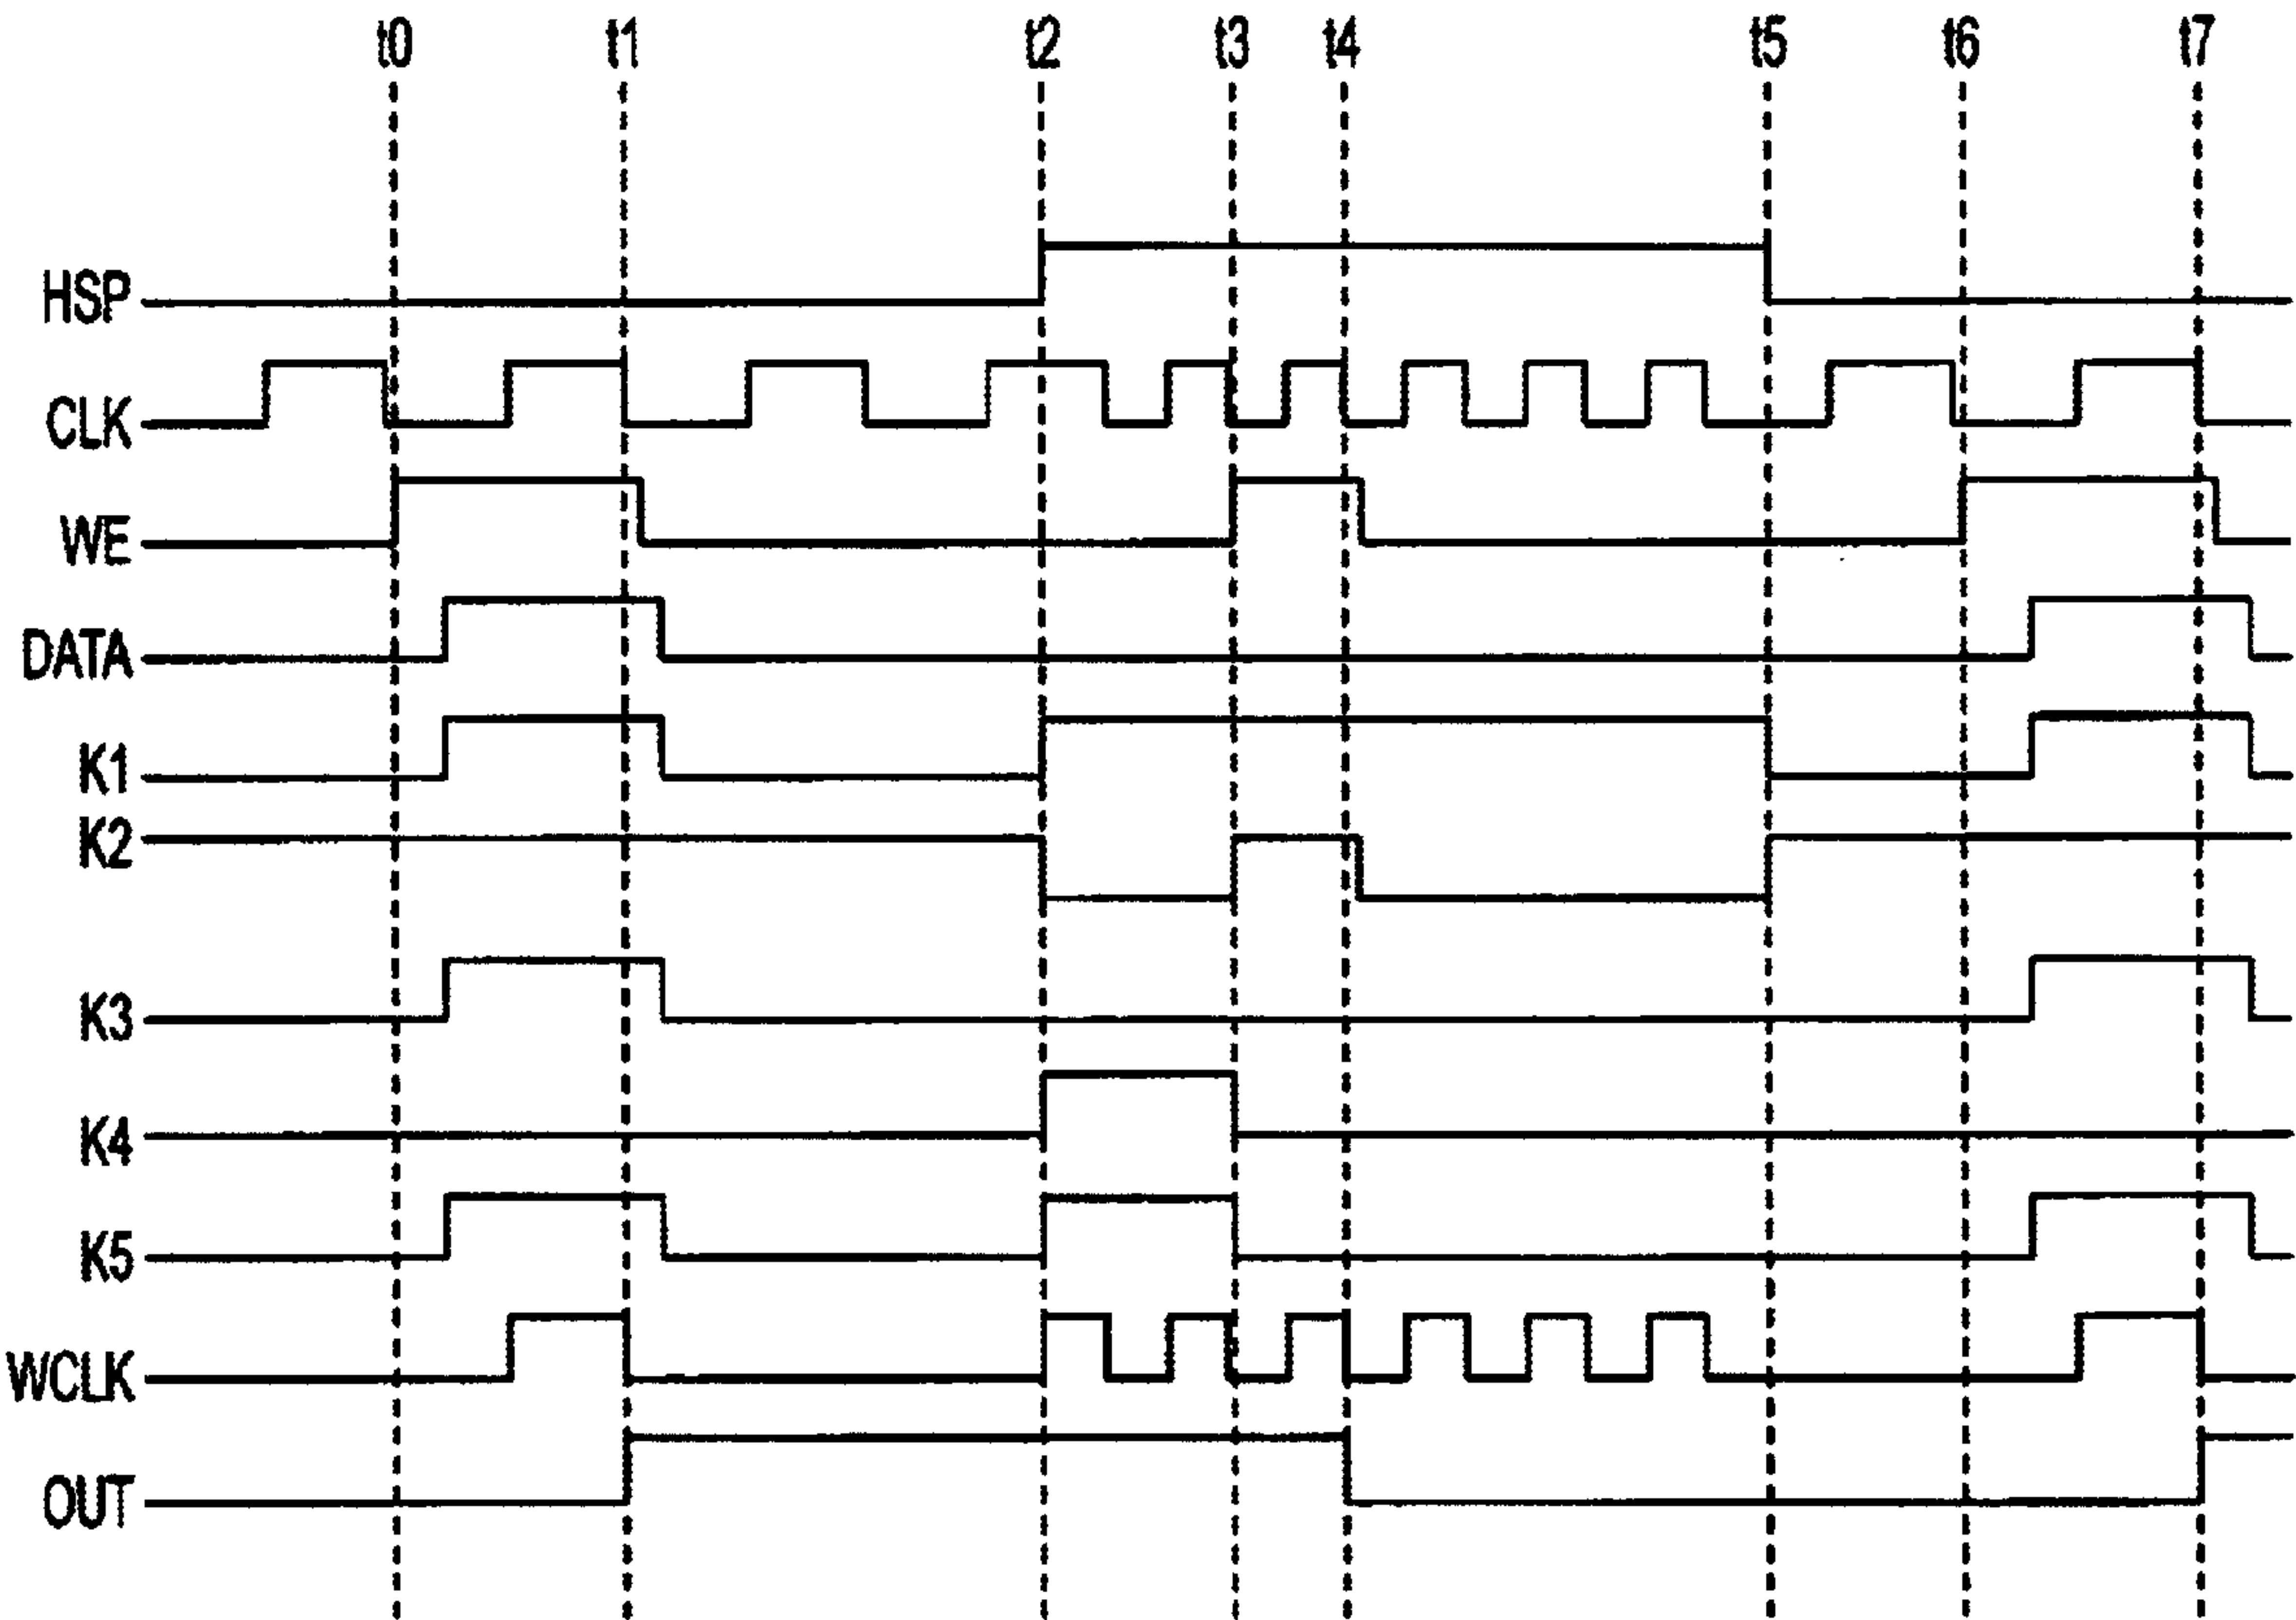 t0 t1 t2 t3 t4 t5 t6 t7
HSP
CLK
WE
DATA
K1
K2
K3
K4
K5
WCLK
OUT